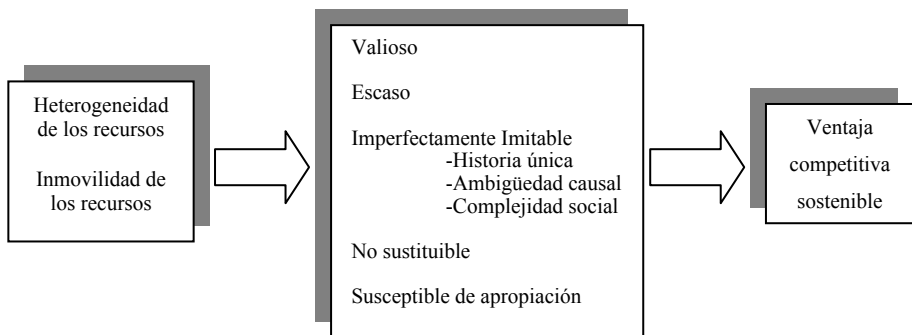 Heterogeneidad
de los recursos
Inmovilidad de
los recursos
Valioso
Escaso
Imperfectamente Imitable
-Historia única
-Ambigüedad causal
-Complejidad social
No sustituible
Susceptible de apropiación
Ventaja
competitiva
sostenible